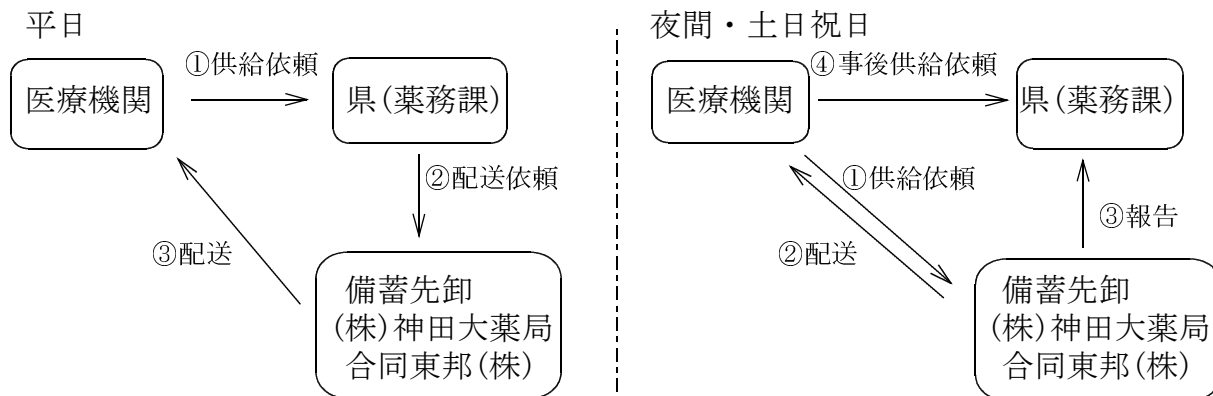 平日
①供給依頼
医療機関
県(薬務課)
②配送依頼
③配送
備蓄先卸
(株)神田大薬局
合同東邦(株)
夜間・土日祝日
④事後供給依頼
医療機関
県(薬務課)
①供給依頼
②配送
③報告
備蓄先卸
(株)神田大薬局
合同東邦(株)